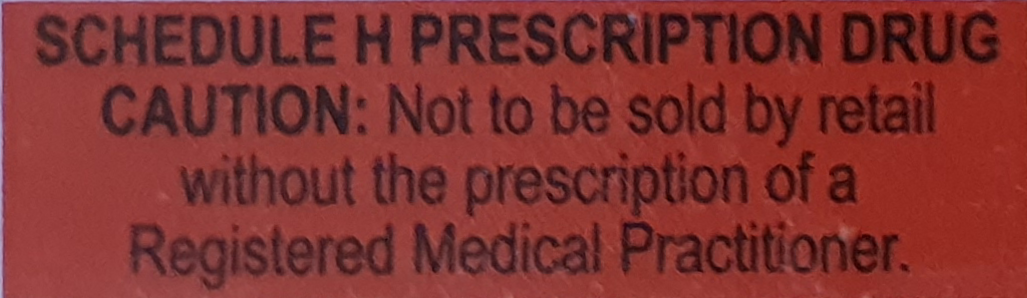 SCHEDULE H PRESCRIPTION DRUG
CAUTION: Not to be sold by retail
without the prescription of a
Registered Medical Practitioner.